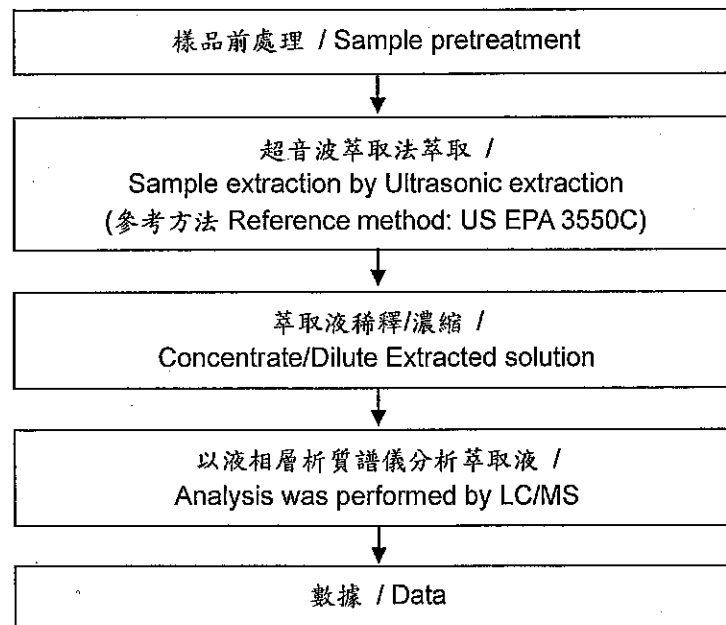 樣品前處理 / Sample pretreatment
超音波萃取法萃取 /
Sample extraction by Ultrasonic extraction
(參考方法 Reference method: US EPA 3550C)
萃取液稀釋/濃縮 /
Concentrate/Dilute Extracted solution
以液相層析質譜儀分析萃取液 /
Analysis was performed by LC/MS
數據 / Data